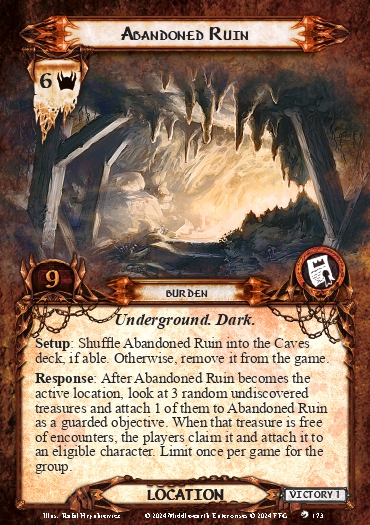 Abandoned Ruin
6
9
BURDEN
Underground. Dark.
Setup: Shuffle Abandoned Ruin into the Caves
deck, if able. Otherwise, remove it from the game.
Response: After Abandoned Ruin becomes the
active location, look at 3 random undiscovered
treasures and attach 1 of them to Abandoned Ruin
as a guarded objective. When that treasure is free
of encounters, the players claim it and attach it to
an eligible character. Limit once per game for the
group.
LOCATION
VICTORY 1
Illus. Rafał Hrynkiewicz
© 2024 Middle-earth Enterprises © 2024 FFG
173